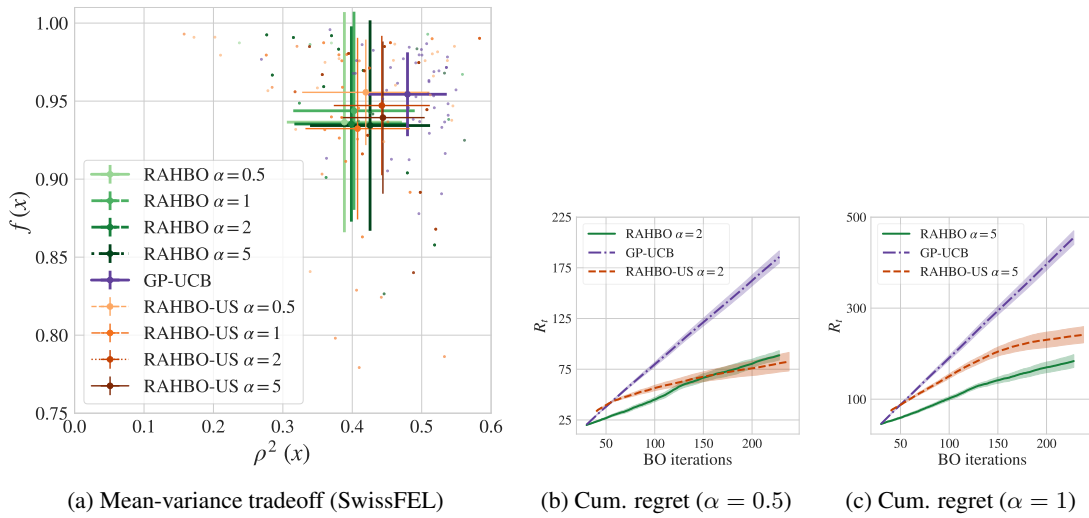 1.00
0.95
0.90
0.85
0.80
0.75
f (x)
0.0 0.1 0.2 0.3 0.4 0.5 0.6
ρ² (x)
RAHBO α = 0.5
RAHBO α = 1
RAHBO α = 2
RAHBO α = 5
GP-UCB
RAHBO-US α = 0.5
RAHBO-US α = 1
RAHBO-US α = 2
RAHBO-US α = 5
(a) Mean-variance tradeoff (SwissFEL)
225
175
125
75
25
R_t
50 100 150 200
BO iterations
RAHBO α = 2
GP-UCB
RAHBO-US α = 2
(b) Cum. regret (α = 0.5)
500
300
100
R_t
50 100 150 200
BO iterations
RAHBO α = 5
GP-UCB
RAHBO-US α = 5
(c) Cum. regret (α = 1)